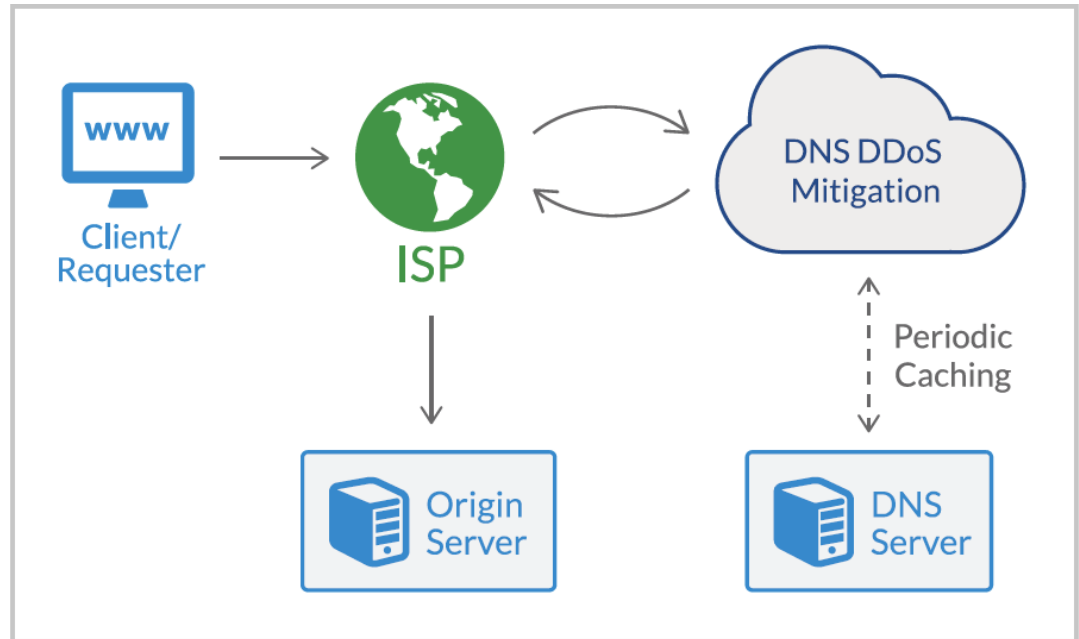 www
Client/
Requester
ISP
DNS DDoS
Mitigation
Periodic
Caching
Origin
Server
DNS
Server